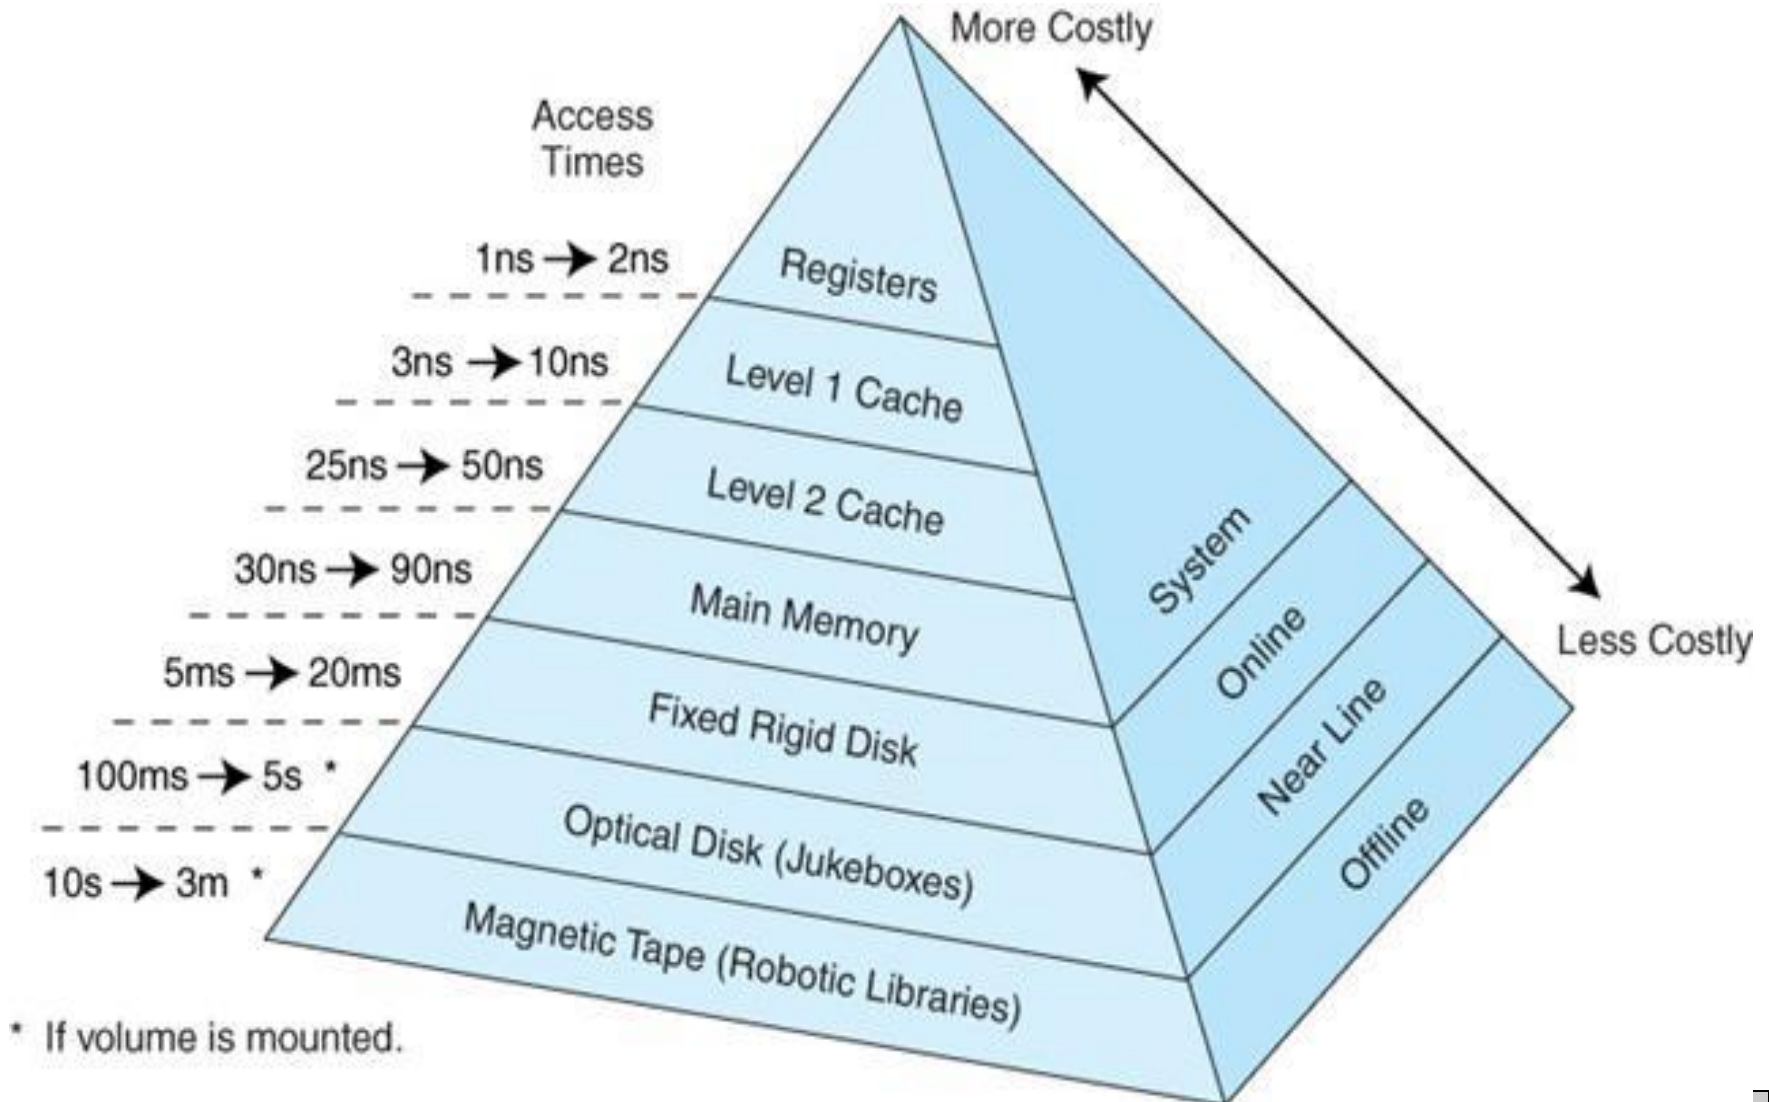 More Costly
Access
Times
1ns → 2ns
Registers
3ns → 10ns
Level 1 Cache
25ns → 50ns
Level 2 Cache
30ns → 90ns
Main Memory
System
5ms → 20ms
Fixed Rigid Disk
Online
Less Costly
100ms → 5s *
Optical Disk (Jukeboxes)
Near Line
10s → 3m *
Magnetic Tape (Robotic Libraries)
Offline
* If volume is mounted.